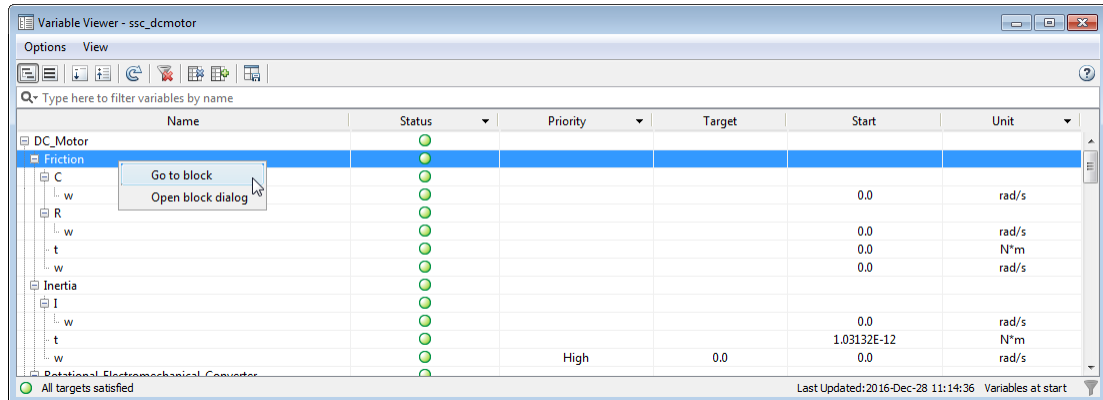 Variable Viewer - ssc_dcmotor
Options View
Type here to filter variables by name
Name Status Priority Target Start Unit
DC_Motor
Friction
Go to block
Open block dialog
C
w 0.0 rad/s
R
w 0.0 rad/s
t 0.0 N*m
w 0.0 rad/s
Inertia
I
w 0.0 rad/s
t 1.03132E-12 N*m
w High 0.0 0.0 rad/s
Rotational Electromechanical Converter
All targets satisfied Last Updated:2016-Dec-28 11:14:36 Variables at start